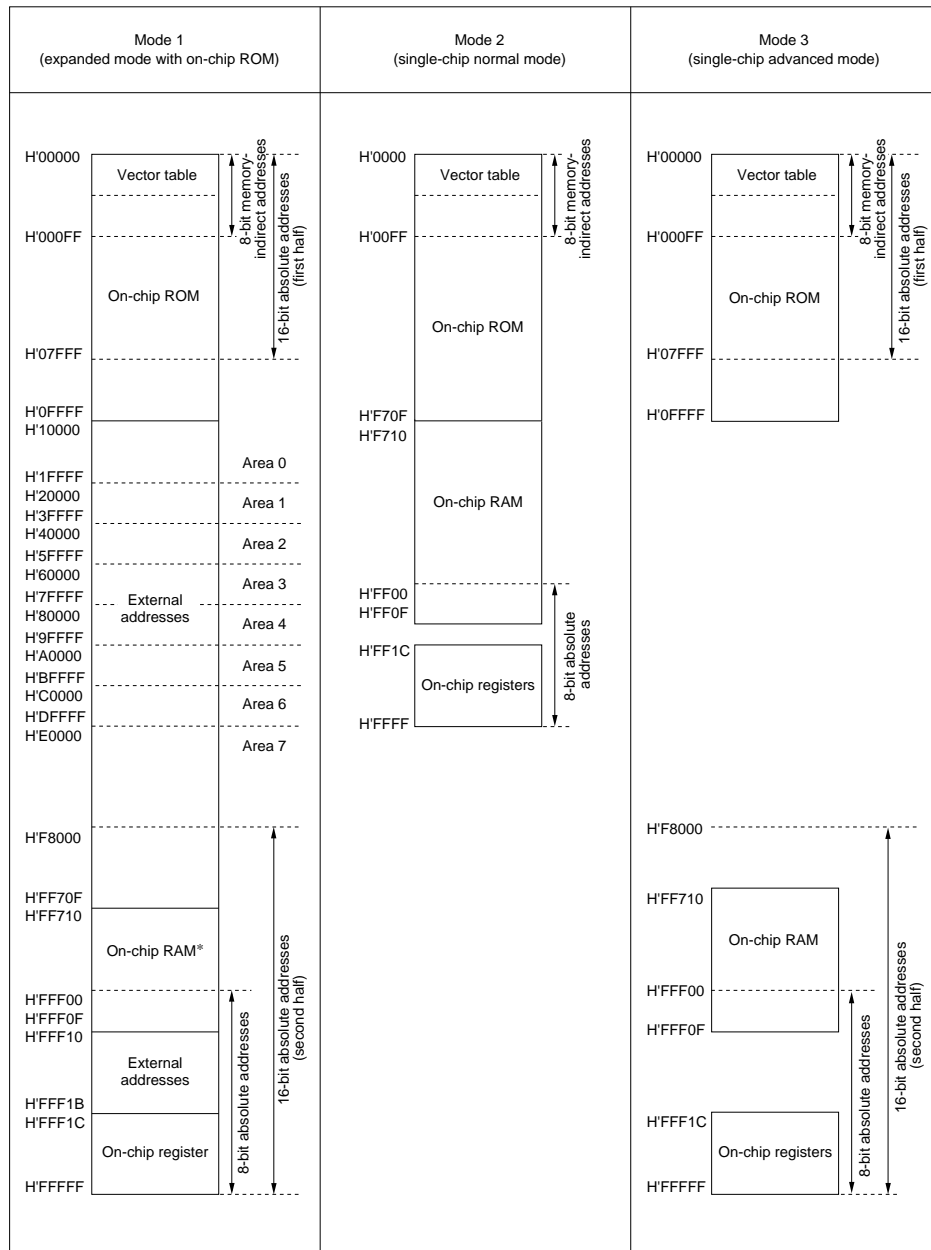 Mode 1
(expanded mode with on-chip ROM)
Mode 2
(single-chip normal mode)
Mode 3
(single-chip advanced mode)
H'00000
Vector table
H'000FF
On-chip ROM
H'07FFF
H'0FFFF
H'10000
Area 0
H'1FFFF
H'20000
Area 1
H'3FFFF
H'40000
Area 2
H'5FFFF
H'60000
Area 3
H'7FFFF
External
addresses
H'80000
Area 4
H'9FFFF
H'A0000
Area 5
H'BFFFF
H'C0000
Area 6
H'DFFFF
H'E0000
Area 7
H'F8000
H'FF70F
H'FF710
On-chip RAM*
H'FFF00
H'FFF0F
H'FFF10
External
addresses
H'FFF1B
H'FFF1C
On-chip register
H'FFFFF
8-bit memory-
indirect addresses
16-bit absolute addresses
(first half)
8-bit absolute addresses
16-bit absolute addresses
(second half)
H'0000
Vector table
H'00FF
On-chip ROM
H'F70F
H'F710
On-chip RAM
H'FF00
H'FF0F
H'FF1C
On-chip registers
H'FFFF
8-bit memory-
indirect addresses
8-bit absolute
addresses
H'00000
Vector table
H'000FF
On-chip ROM
H'07FFF
H'0FFFF
H'F8000
H'FF710
On-chip RAM
H'FFF00
H'FFF0F
H'FFF1C
On-chip registers
H'FFFFF
8-bit memory-
indirect addresses
16-bit absolute addresses
(first half)
8-bit absolute addresses
16-bit absolute addresses
(second half)